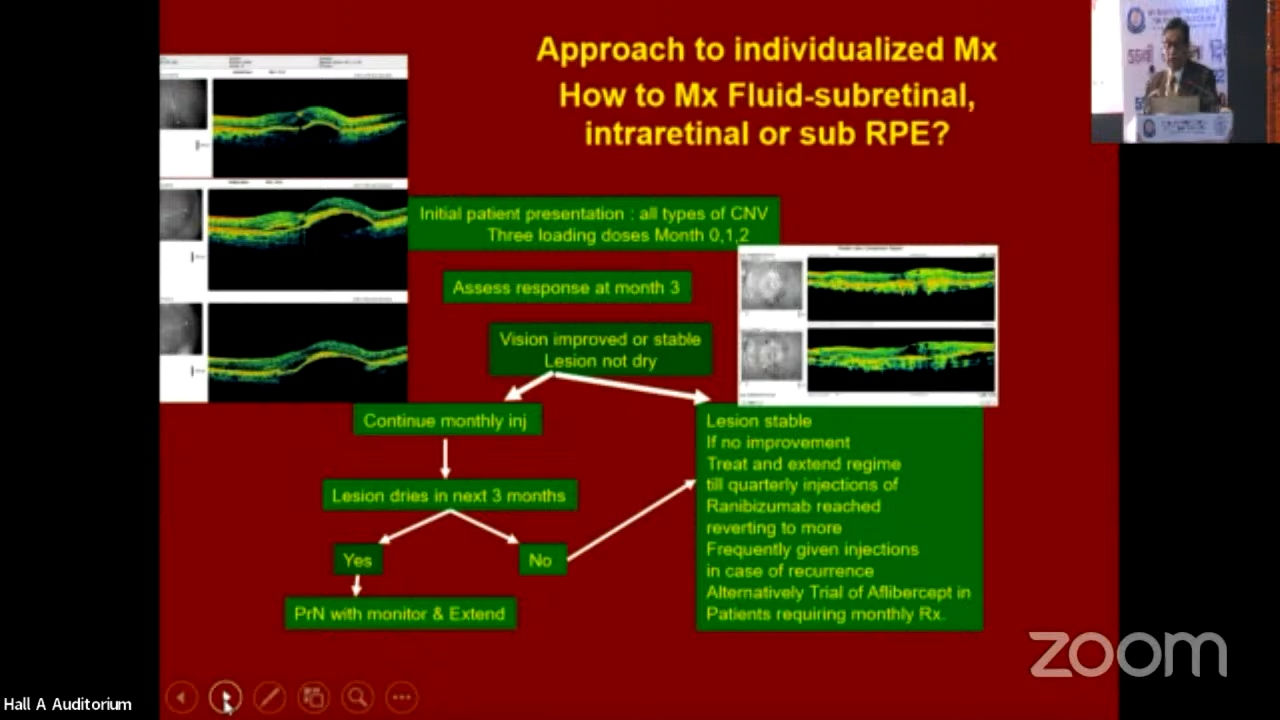 Approach to individualized Mx
How to Mx Fluid-subretinal,
intraretinal or sub RPE?
Initial patient presentation : all types of CNV
Three loading doses Month 0,1,2
Assess response at month 3
Vision improved or stable
Lesion not dry
Continue monthly inj
Lesion dries in next 3 months
Yes
No
PrN with monitor & Extend
Lesion stable
If no improvement
Treat and extend regime
till quarterly injections of
Ranibizumab reached
reverting to more
Frequently given injections
in case of recurrence
Alternatively Trial of Aflibercept in
Patients requiring monthly Rx.
zoom
Hall A Auditorium